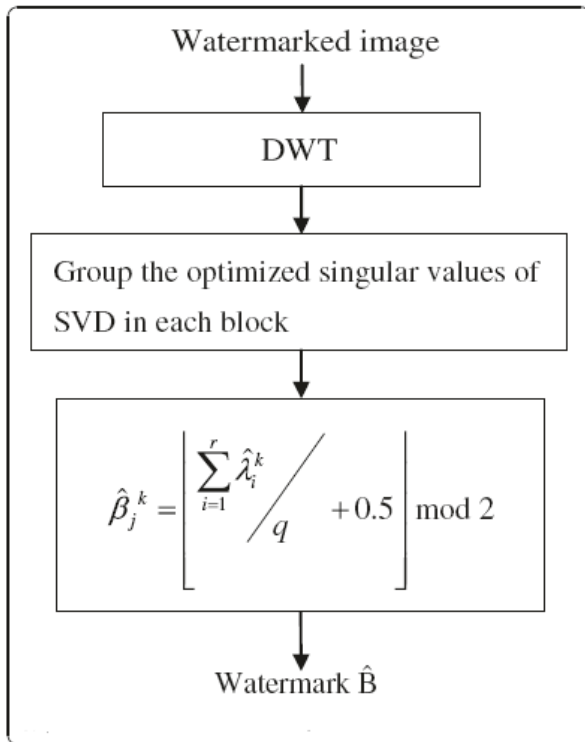 Watermarked image
DWT
Group the optimized singular values of
SVD in each block
β̂ⱼᵏ = ⌊ ∑ᵢ₌₁ʳ λ̂ᵢᵏ / q + 0.5 ⌋ mod 2
Watermark B̂